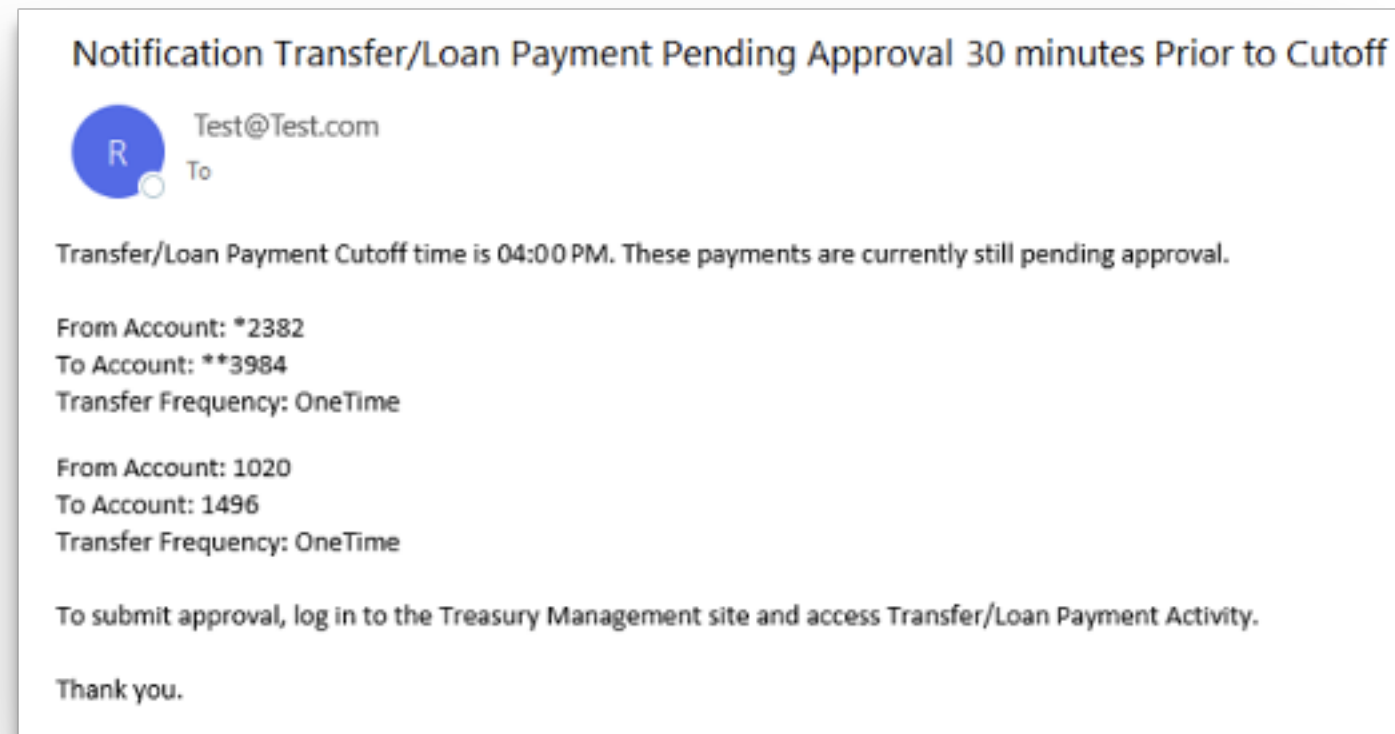 Notification Transfer/Loan Payment Pending Approval 30 minutes Prior to Cutoff
R
Test@Test.com
To
Transfer/Loan Payment Cutoff time is 04:00 PM. These payments are currently still pending approval.
From Account: *2382
To Account: **3984
Transfer Frequency: OneTime
From Account: 1020
To Account: 1496
Transfer Frequency: OneTime
To submit approval, log in to the Treasury Management site and access Transfer/Loan Payment Activity.
Thank you.